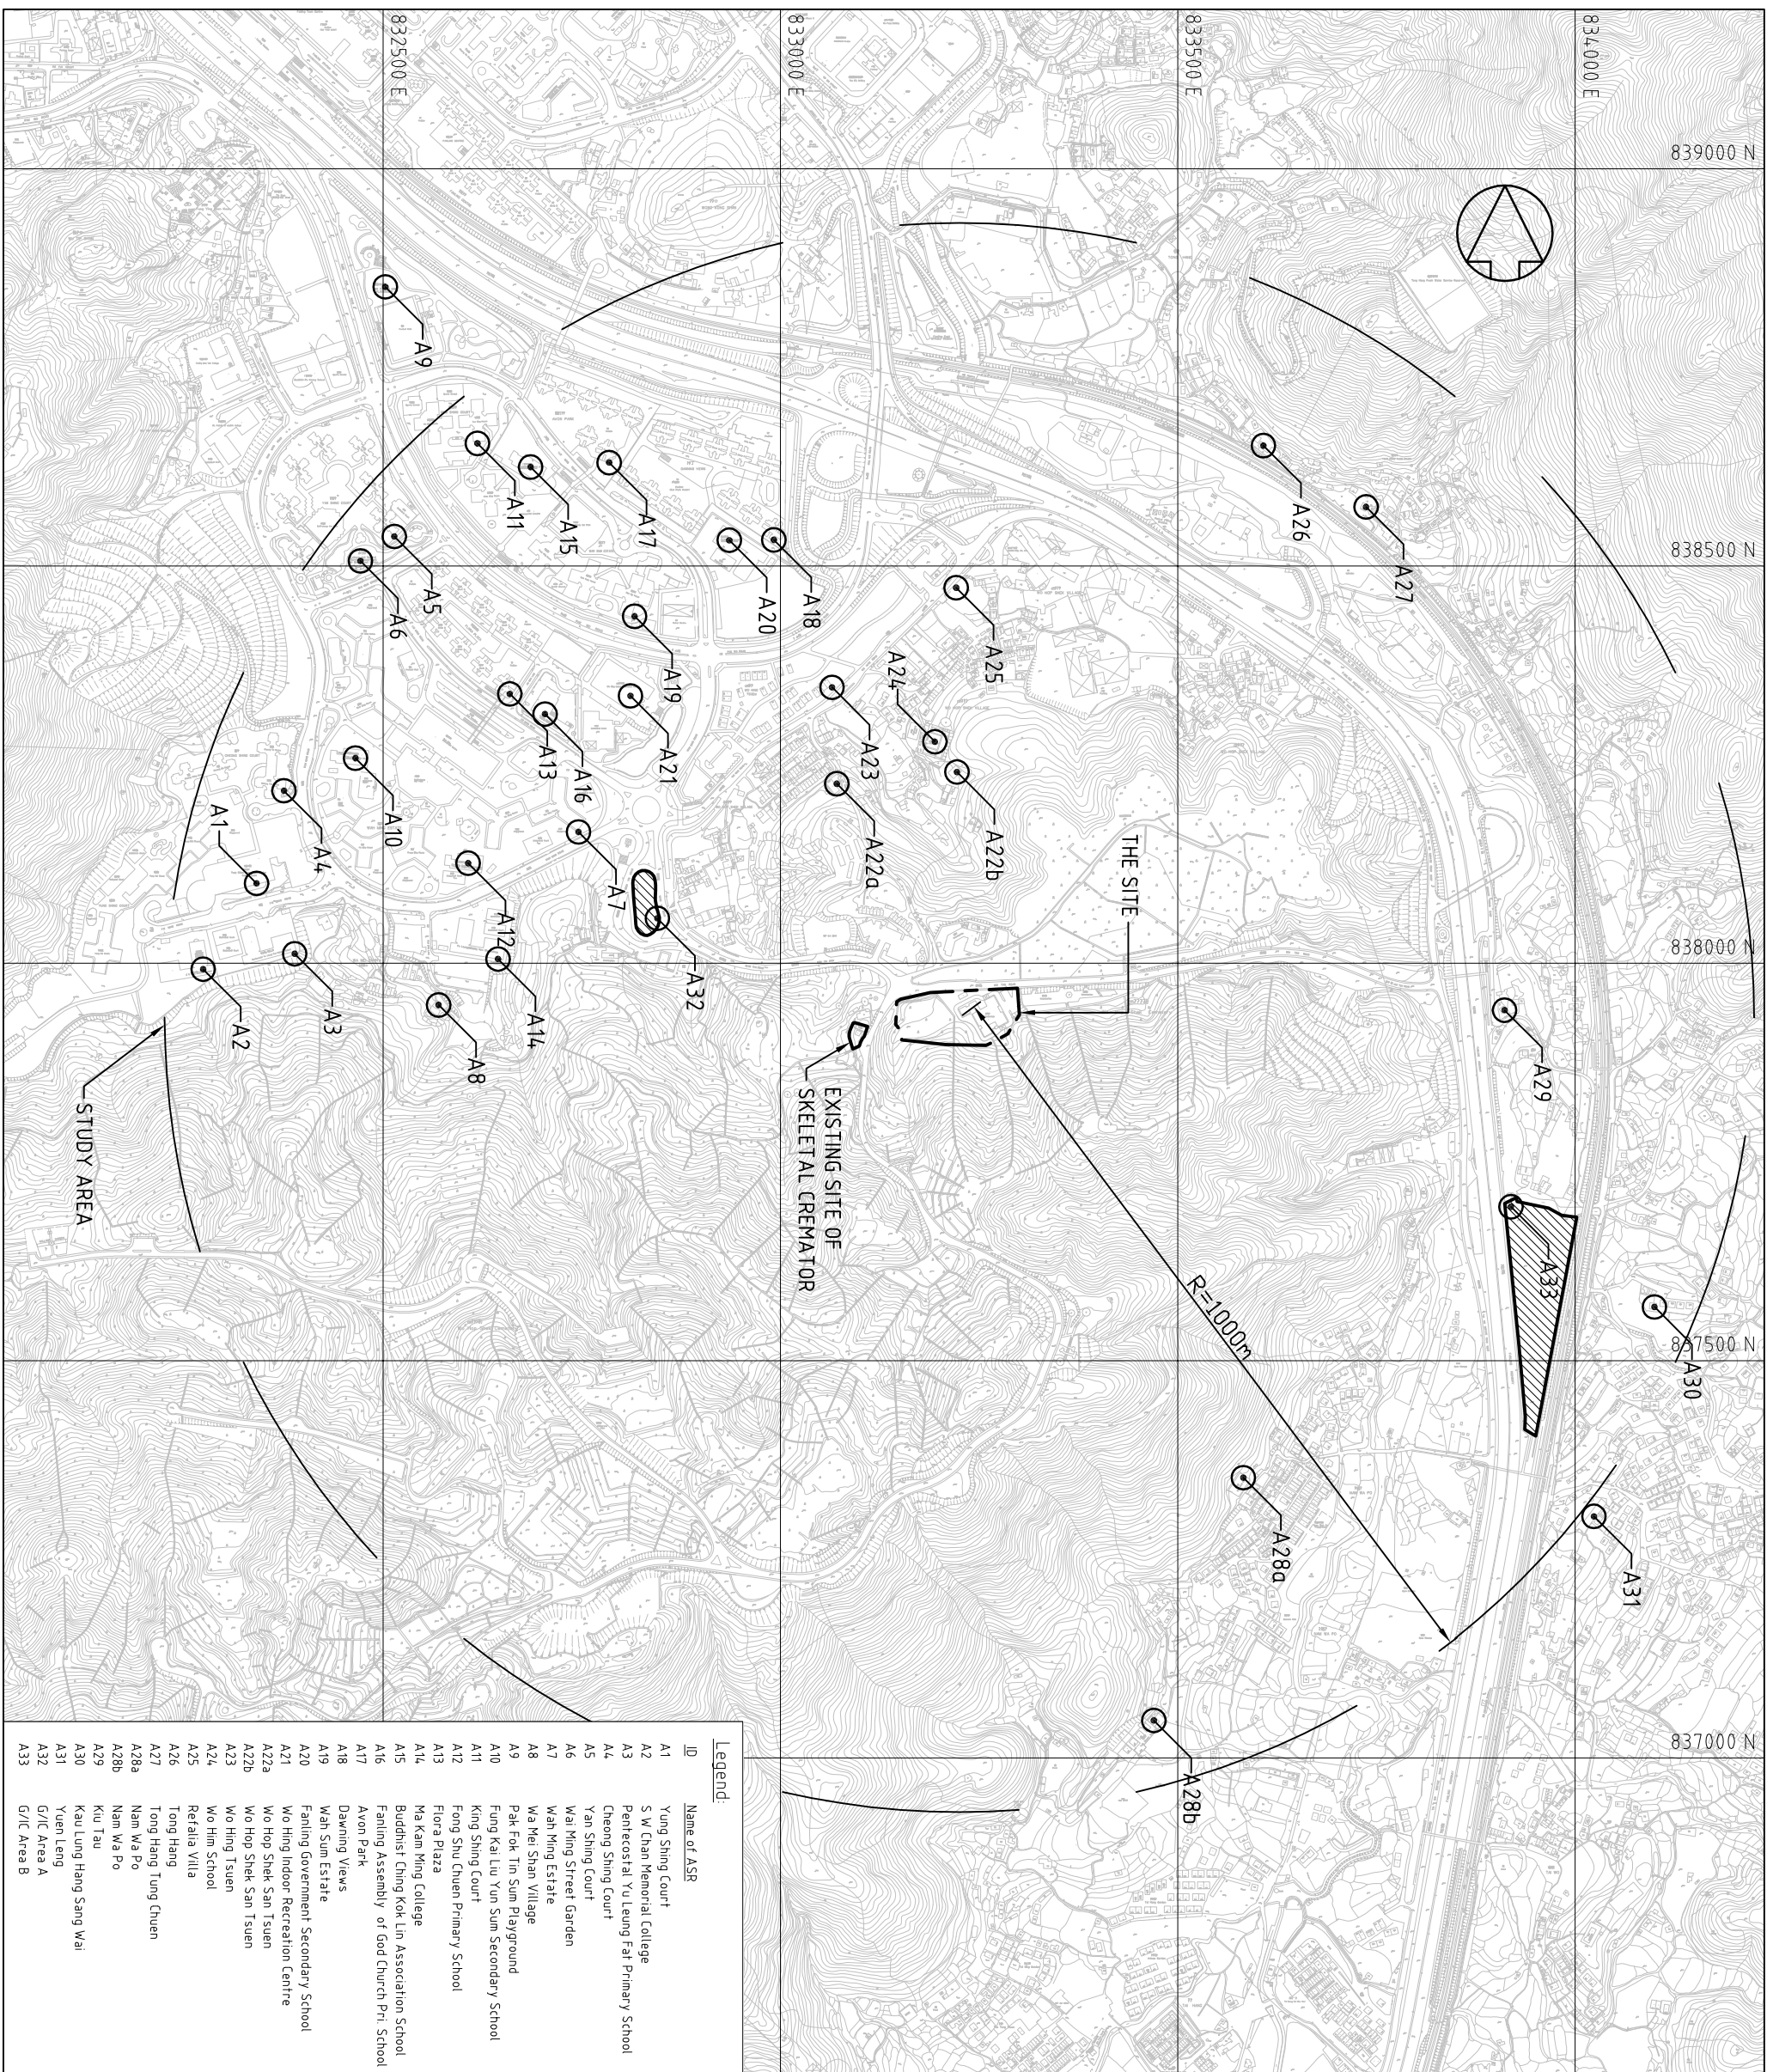 832500 E
833000 E
833500 E
834000 E
839000 N
838500 N
838000 N
837500 N
837000 N
A9
A11
A15
A17
A26
A27
A5
A6
A20
A18
A19
A25
A24
A13
A16
A21
A23
A22a
A22b
THE SITE
A1
A4
A10
A12
A7
A32
A2
A3
A8
A14
A29
STUDY AREA
EXISTING SITE OF
SKELETAL CREMATOR
R=1000m
A33
A30
A28a
A31
A28b
Legend:
ID Name of ASR
A1 Yung Shing Court
A2 S W Chan Memorial College
A3 Pentecostal Yu Leung Fat Primary School
A4 Cheong Shing Court
A5 Yan Shing Court
A6 Wai Ming Street Garden
A7 Wah Ming Estate
A8 Wa Mei Shan Village
A9 Pak Fok Tin Sum Playground
A10 Fung Kai Liu Yun Sum Secondary School
A11 King Shing Court
A12 Fong Shu Chuen Primary School
A13 Flora Plaza
A14 Ma Kam Ming College
A15 Buddhist Ching Kok Lin Association School
A16 Fanling Assembly of God Church Pri. School
A17 Avon Park
A18 Dawning Views
A19 Wah Sum Estate
A20 Fanling Government Secondary School
A21 Wo Hing Indoor Recreation Centre
A22a Wo Hop Shek San Tsuen
A22b Wo Hop Shek San Tsuen
A23 Wo Hing Tsuen
A24 Wo Him School
A25 Refalia Villa
A26 Tong Hang
A27 Tong Hang Tung Chuen
A28a Nam Wa Po
A28b Nam Wa Po
A29 Kiu Tau
A30 Kau Lung Hang Sang Wai
A31 Yuen Leng
A32 G/IC Area A
A33 G/IC Area B